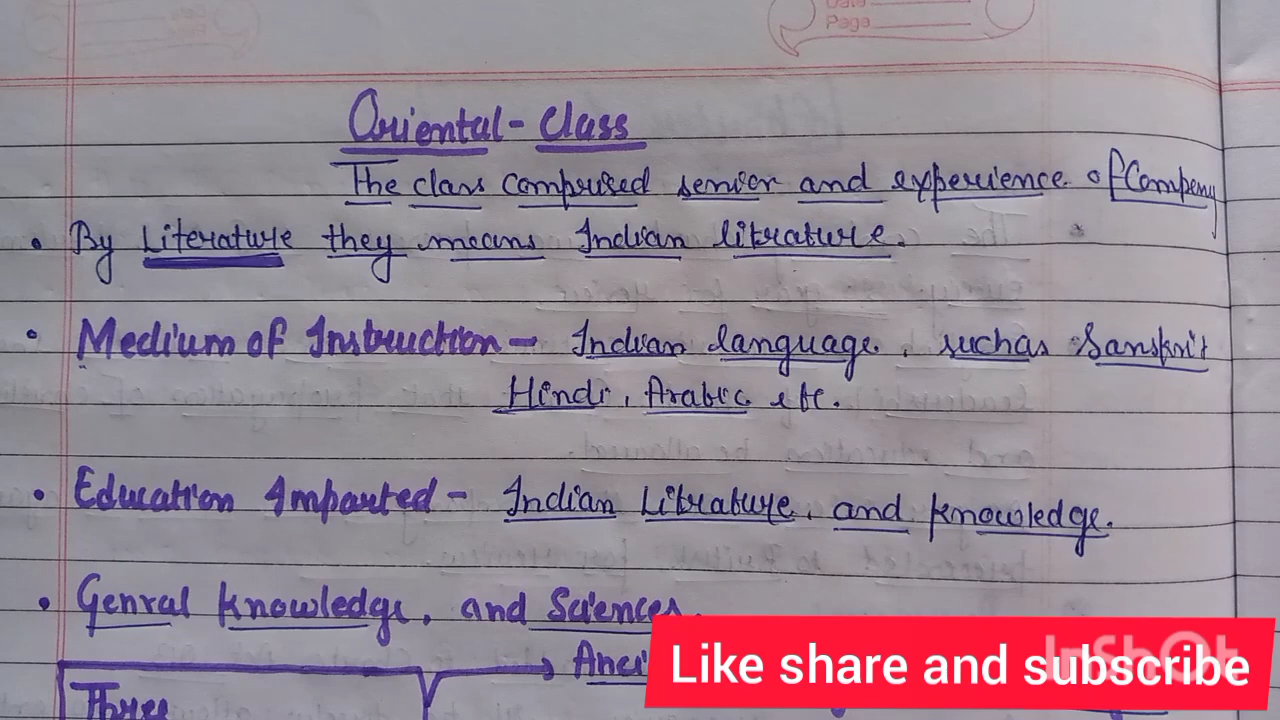 Date
Page
Oriental-Class
The class comprised senior and experience of Compeny
• By Literature they means Indian litrature.
• Medium of Instruction - Indian language, suchas Sanskrit
Hindi, Arabic etc.
• Education Imparted - Indian Litrature, and knowledge.
• Genral knowledge, and Sciences.
Like share and subscribe
InShOt
Three